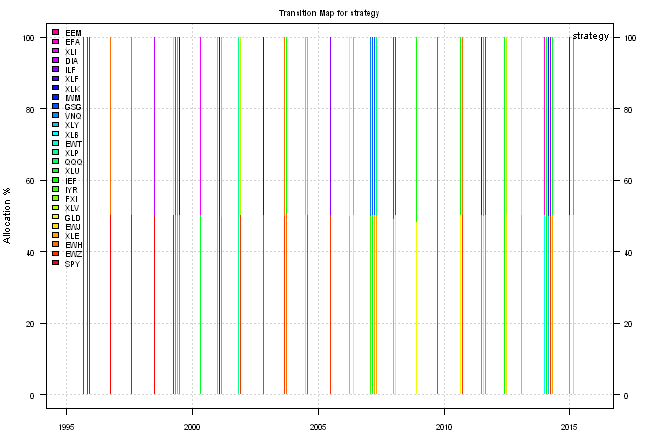 Transition Map for strategy
strategy
EEM
EFA
XLI
DIA
ILF
XLF
XLK
IWM
GSG
VNQ
XLY
XLB
EWT
XLP
QQQ
XLU
IEF
IYR
FXI
XLV
GLD
EWJ
XLE
EWH
EWZ
SPY
Allocation %
100
80
60
40
20
0
100
80
60
40
20
0
1995
2000
2005
2010
2015